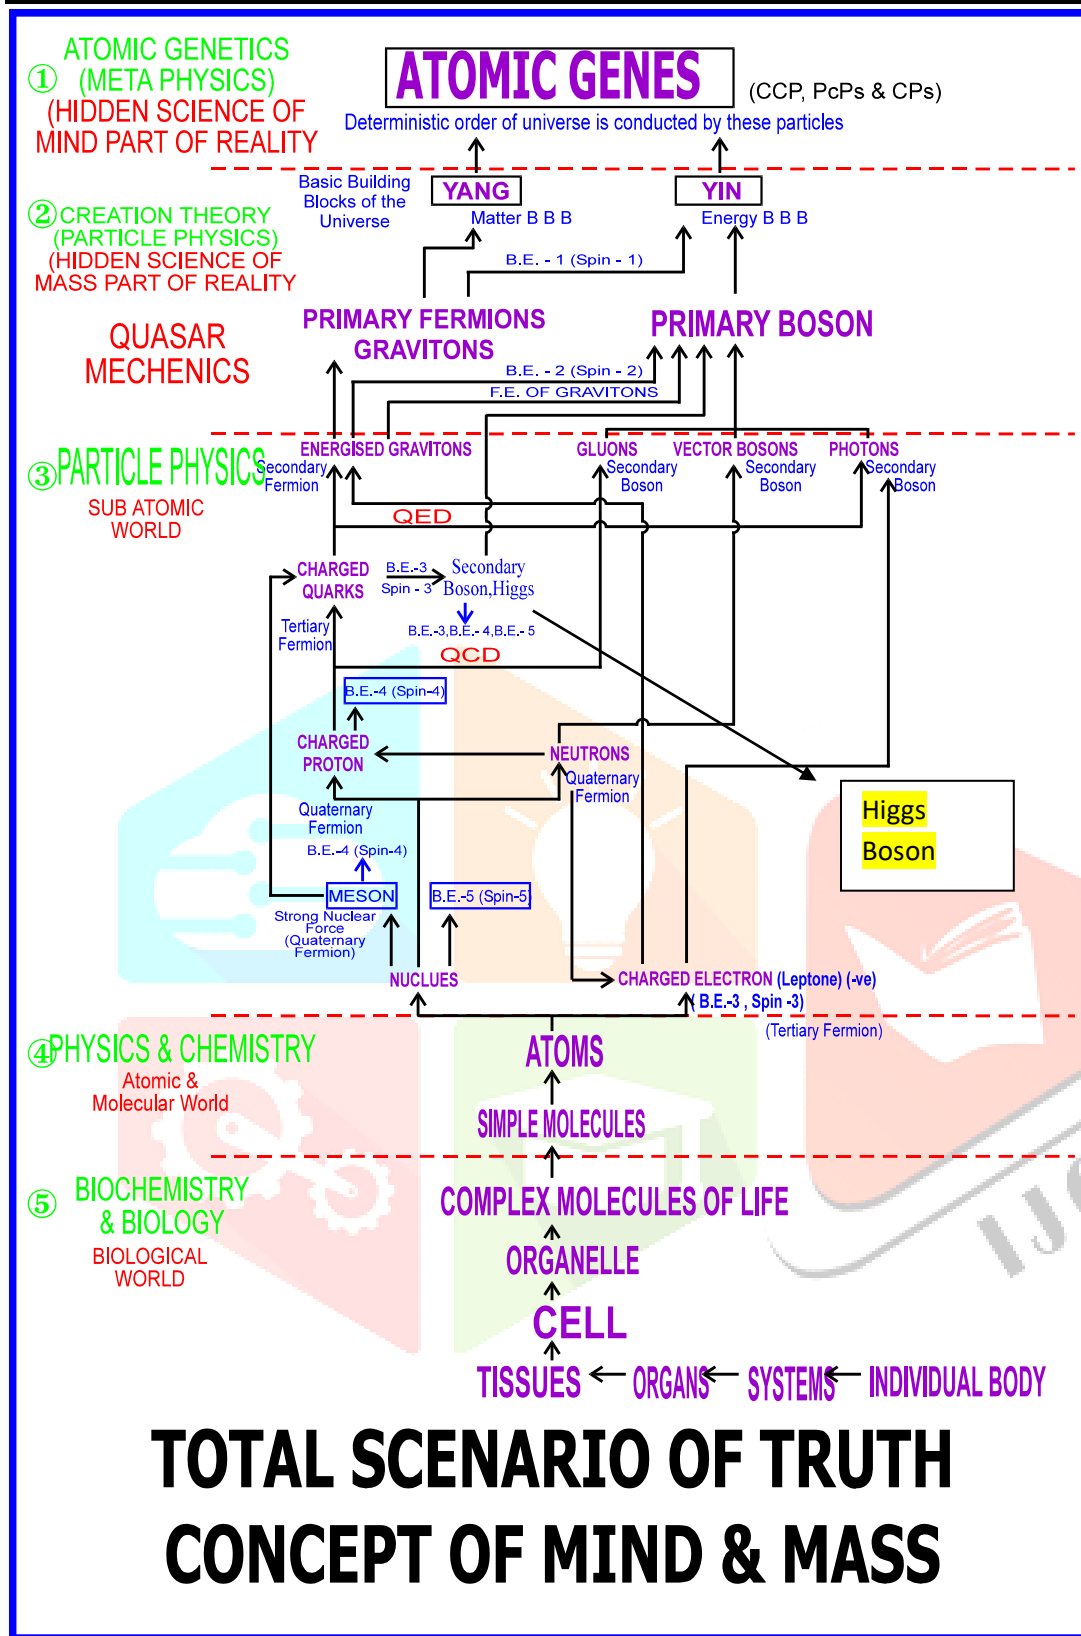 ATOMIC GENETICS
① (META PHYSICS)
(HIDDEN SCIENCE OF
MIND PART OF REALITY
ATOMIC GENES
(CCP, PcPs & CPs)
Deterministic order of universe is conducted by these particles
Basic Building
Blocks of the
Universe
YANG
YIN
Matter B B B
Energy B B B
② CREATION THEORY
(PARTICLE PHYSICS)
(HIDDEN SCIENCE OF
MASS PART OF REALITY
B.E. - 1 (Spin - 1)
QUASAR
MECHENICS
PRIMARY FERMIONS
GRAVITONS
PRIMARY BOSON
B.E. - 2 (Spin - 2)
F.E. OF GRAVITONS
③ PARTICLE PHYSICS
SUB ATOMIC
WORLD
ENERGISED GRAVITONS
Secondary
Fermion
GLUONS
Secondary
Boson
VECTOR BOSONS
Secondary
Boson
PHOTONS
Secondary
Boson
QED
CHARGED
QUARKS
B.E.-3
Spin - 3
Secondary
Boson,Higgs
B.E.-3,B.E.- 4,B.E.- 5
Tertiary
Fermion
QCD
B.E.-4 (Spin-4)
CHARGED
PROTON
NEUTRONS
Quaternary
Fermion
Quaternary
Fermion
Higgs
Boson
B.E.-4 (Spin-4)
MESON
B.E.-5 (Spin-5)
Strong Nuclear
Force
(Quaternary
Fermion)
NUCLUES
CHARGED ELECTRON (Leptone) (-ve)
( B.E.-3 , Spin -3)
(Tertiary Fermion)
④ PHYSICS & CHEMISTRY
Atomic &
Molecular World
ATOMS
SIMPLE MOLECULES
⑤ BIOCHEMISTRY
& BIOLOGY
BIOLOGICAL
WORLD
COMPLEX MOLECULES OF LIFE
ORGANELLE
CELL
TISSUES
ORGANS
SYSTEMS
INDIVIDUAL BODY
IJC
TOTAL SCENARIO OF TRUTH
CONCEPT OF MIND & MASS